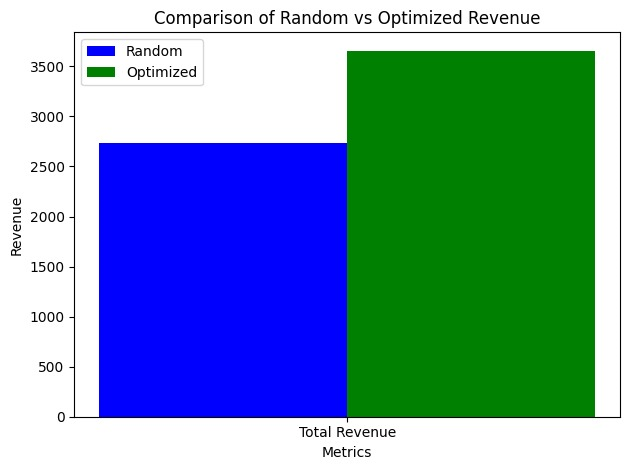 Comparison of Random vs Optimized Revenue
Random
Optimized
3500
3000
2500
2000
1500
1000
500
0
Revenue
Total Revenue
Metrics